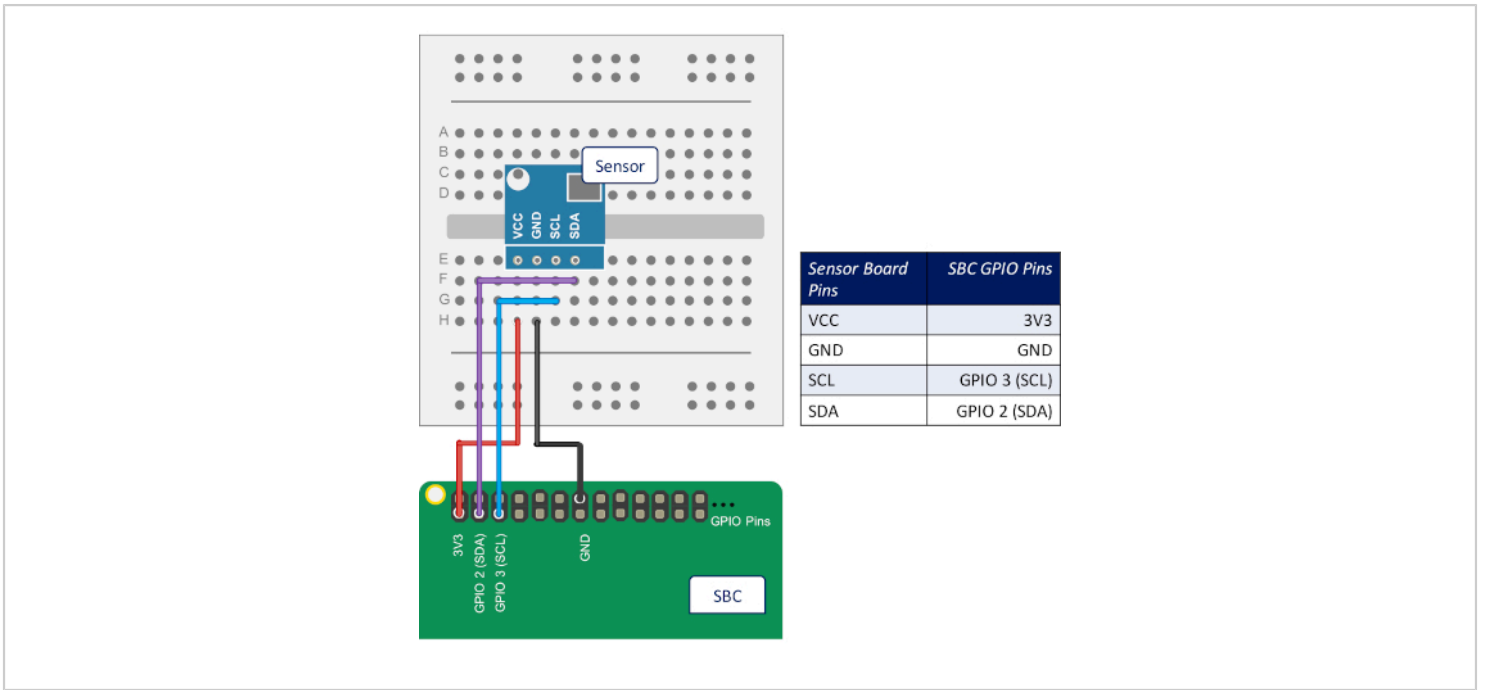 A
B
C
D
Sensor
VCC
GND
SCL
SDA
E
F
G
H
Sensor Board Pins
SBC GPIO Pins
VCC
3V3
GND
GND
SCL
GPIO 3 (SCL)
SDA
GPIO 2 (SDA)
GPIO Pins
3V3
GPIO 2 (SDA)
GPIO 3 (SCL)
GND
SBC